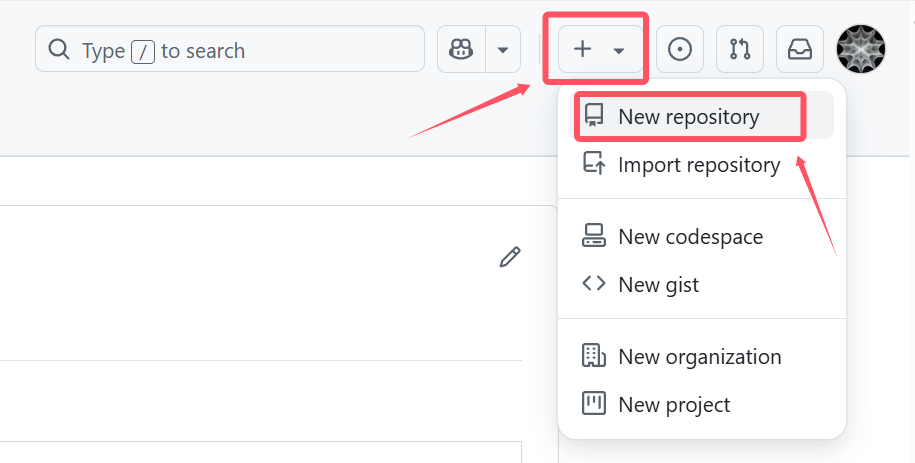 Type / to search
New repository
Import repository
New codespace
New gist
New organization
New project